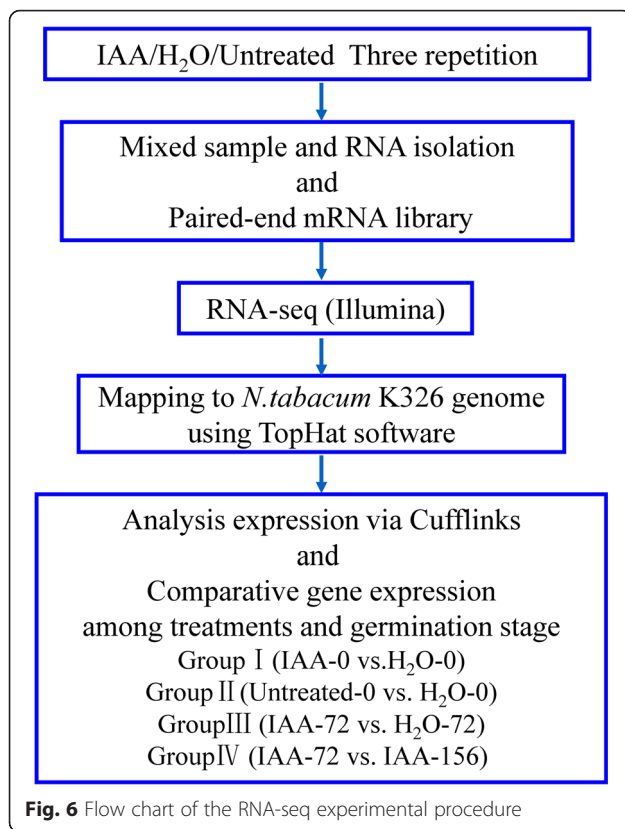 IAA/H₂O/Untreated Three repetition
Mixed sample and RNA isolation
and
Paired-end mRNA library
RNA-seq (Illumina)
Mapping to N.tabacum K326 genome
using TopHat software
Analysis expression via Cufflinks
and
Comparative gene expression
among treatments and germination stage
Group Ⅰ (IAA-0 vs.H₂O-0)
Group Ⅱ (Untreated-0 vs. H₂O-0)
GroupⅢ (IAA-72 vs. H₂O-72)
GroupⅣ (IAA-72 vs. IAA-156)
Fig. 6 Flow chart of the RNA-seq experimental procedure